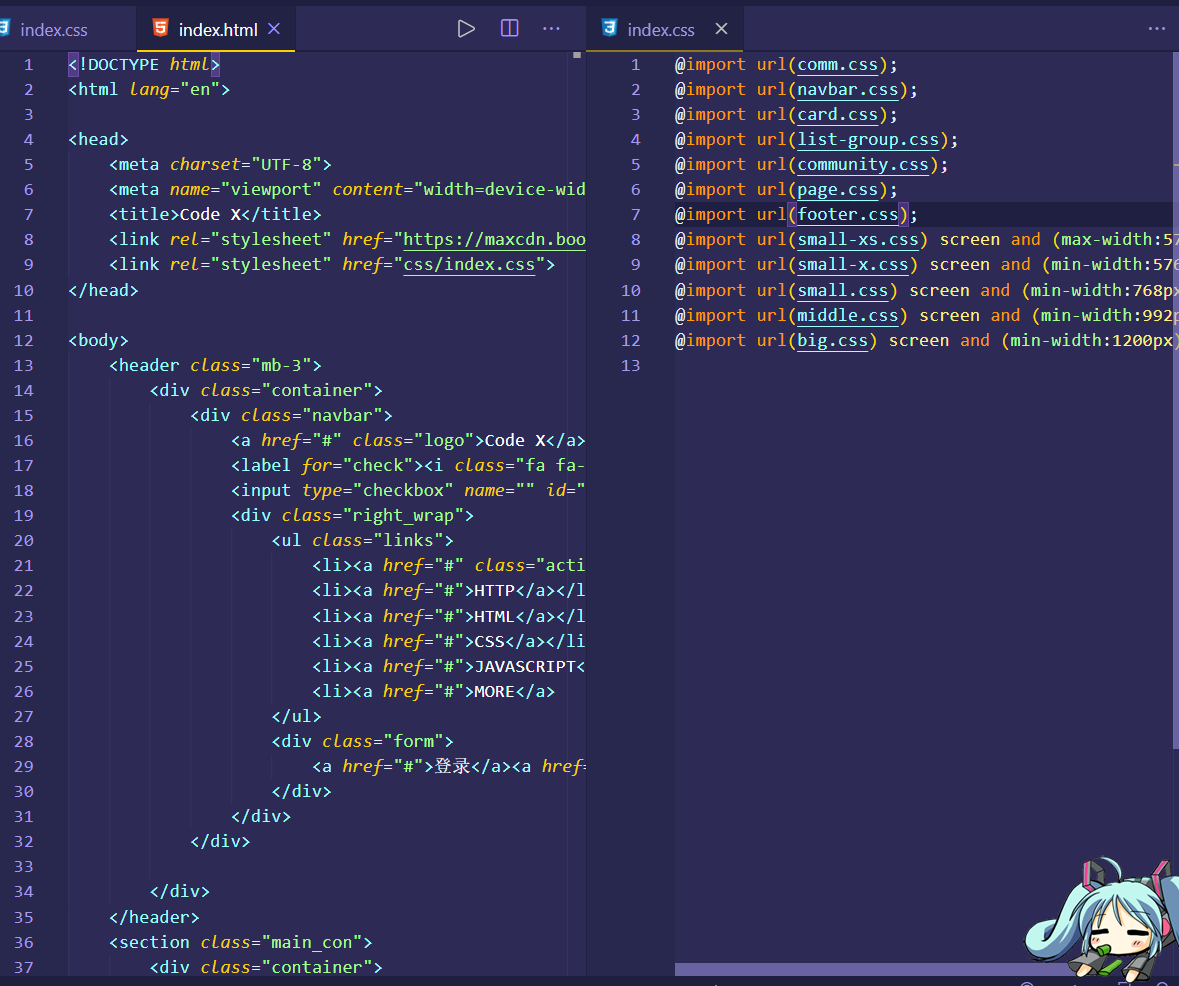 index.css
index.html
1 <!DOCTYPE html>
2 <html lang="en">
3
4 <head>
5 <meta charset="UTF-8">
6 <meta name="viewport" content="width=device-wid
7 <title>Code X</title>
8 <link rel="stylesheet" href="https://maxcdn.boo
9 <link rel="stylesheet" href="css/index.css">
10 </head>
11
12 <body>
13 <header class="mb-3">
14 <div class="container">
15 <div class="navbar">
16 <a href="#" class="logo">Code X</a>
17 <label for="check"><i class="fa fa-
18 <input type="checkbox" name="" id="
19 <div class="right_wrap">
20 <ul class="links">
21 <li><a href="#" class="acti
22 <li><a href="#">HTTP</a></l
23 <li><a href="#">HTML</a></l
24 <li><a href="#">CSS</a></li
25 <li><a href="#">JAVASCRIPT<
26 <li><a href="#">MORE</a>
27 </ul>
28 <div class="form">
29 <a href="#">登录</a><a href=
30 </div>
31 </div>
32 </div>
33
34 </div>
35 </header>
36 <section class="main_con">
37 <div class="container">
index.css
1 @import url(comm.css);
2 @import url(navbar.css);
3 @import url(card.css);
4 @import url(list-group.css);
5 @import url(community.css);
6 @import url(page.css);
7 @import url(footer.css);
8 @import url(small-xs.css) screen and (max-width:57
9 @import url(small-x.css) screen and (min-width:576
10 @import url(small.css) screen and (min-width:768px
11 @import url(middle.css) screen and (min-width:992p
12 @import url(big.css) screen and (min-width:1200px)
13